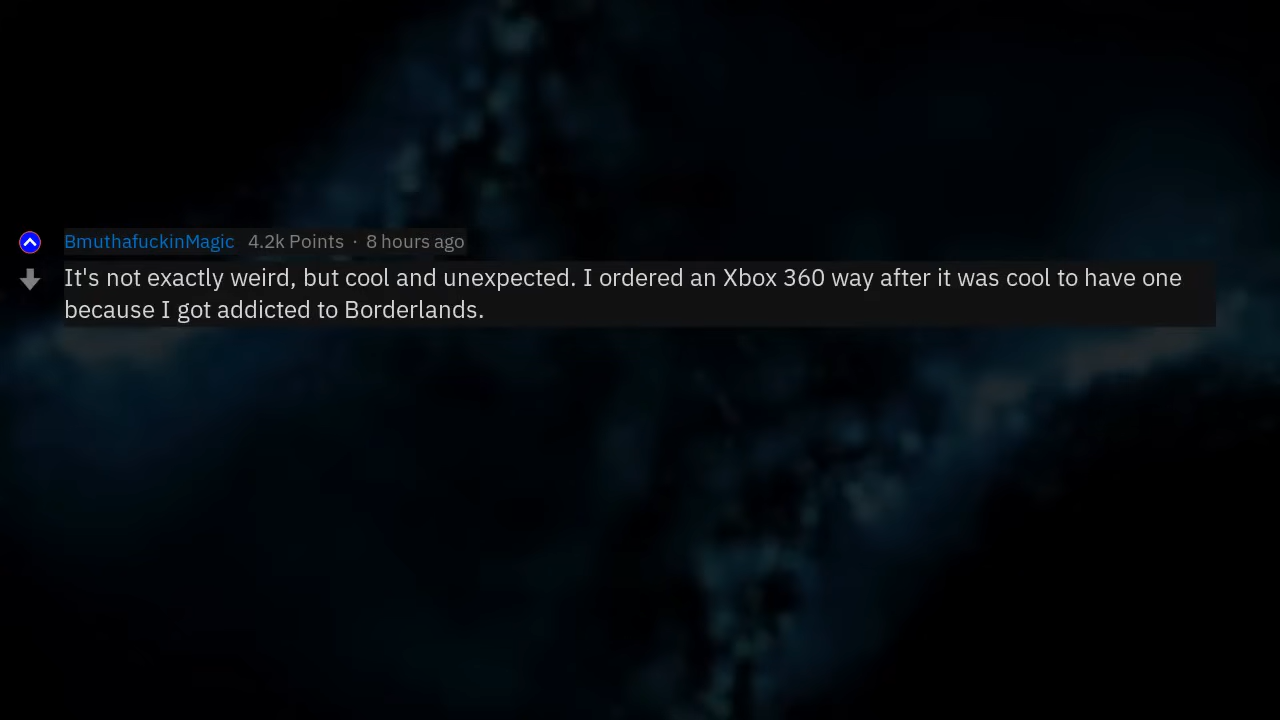 BmuthafuckinMagic 4.2k Points · 8 hours ago
It's not exactly weird, but cool and unexpected. I ordered an Xbox 360 way after it was cool to have one
because I got addicted to Borderlands.